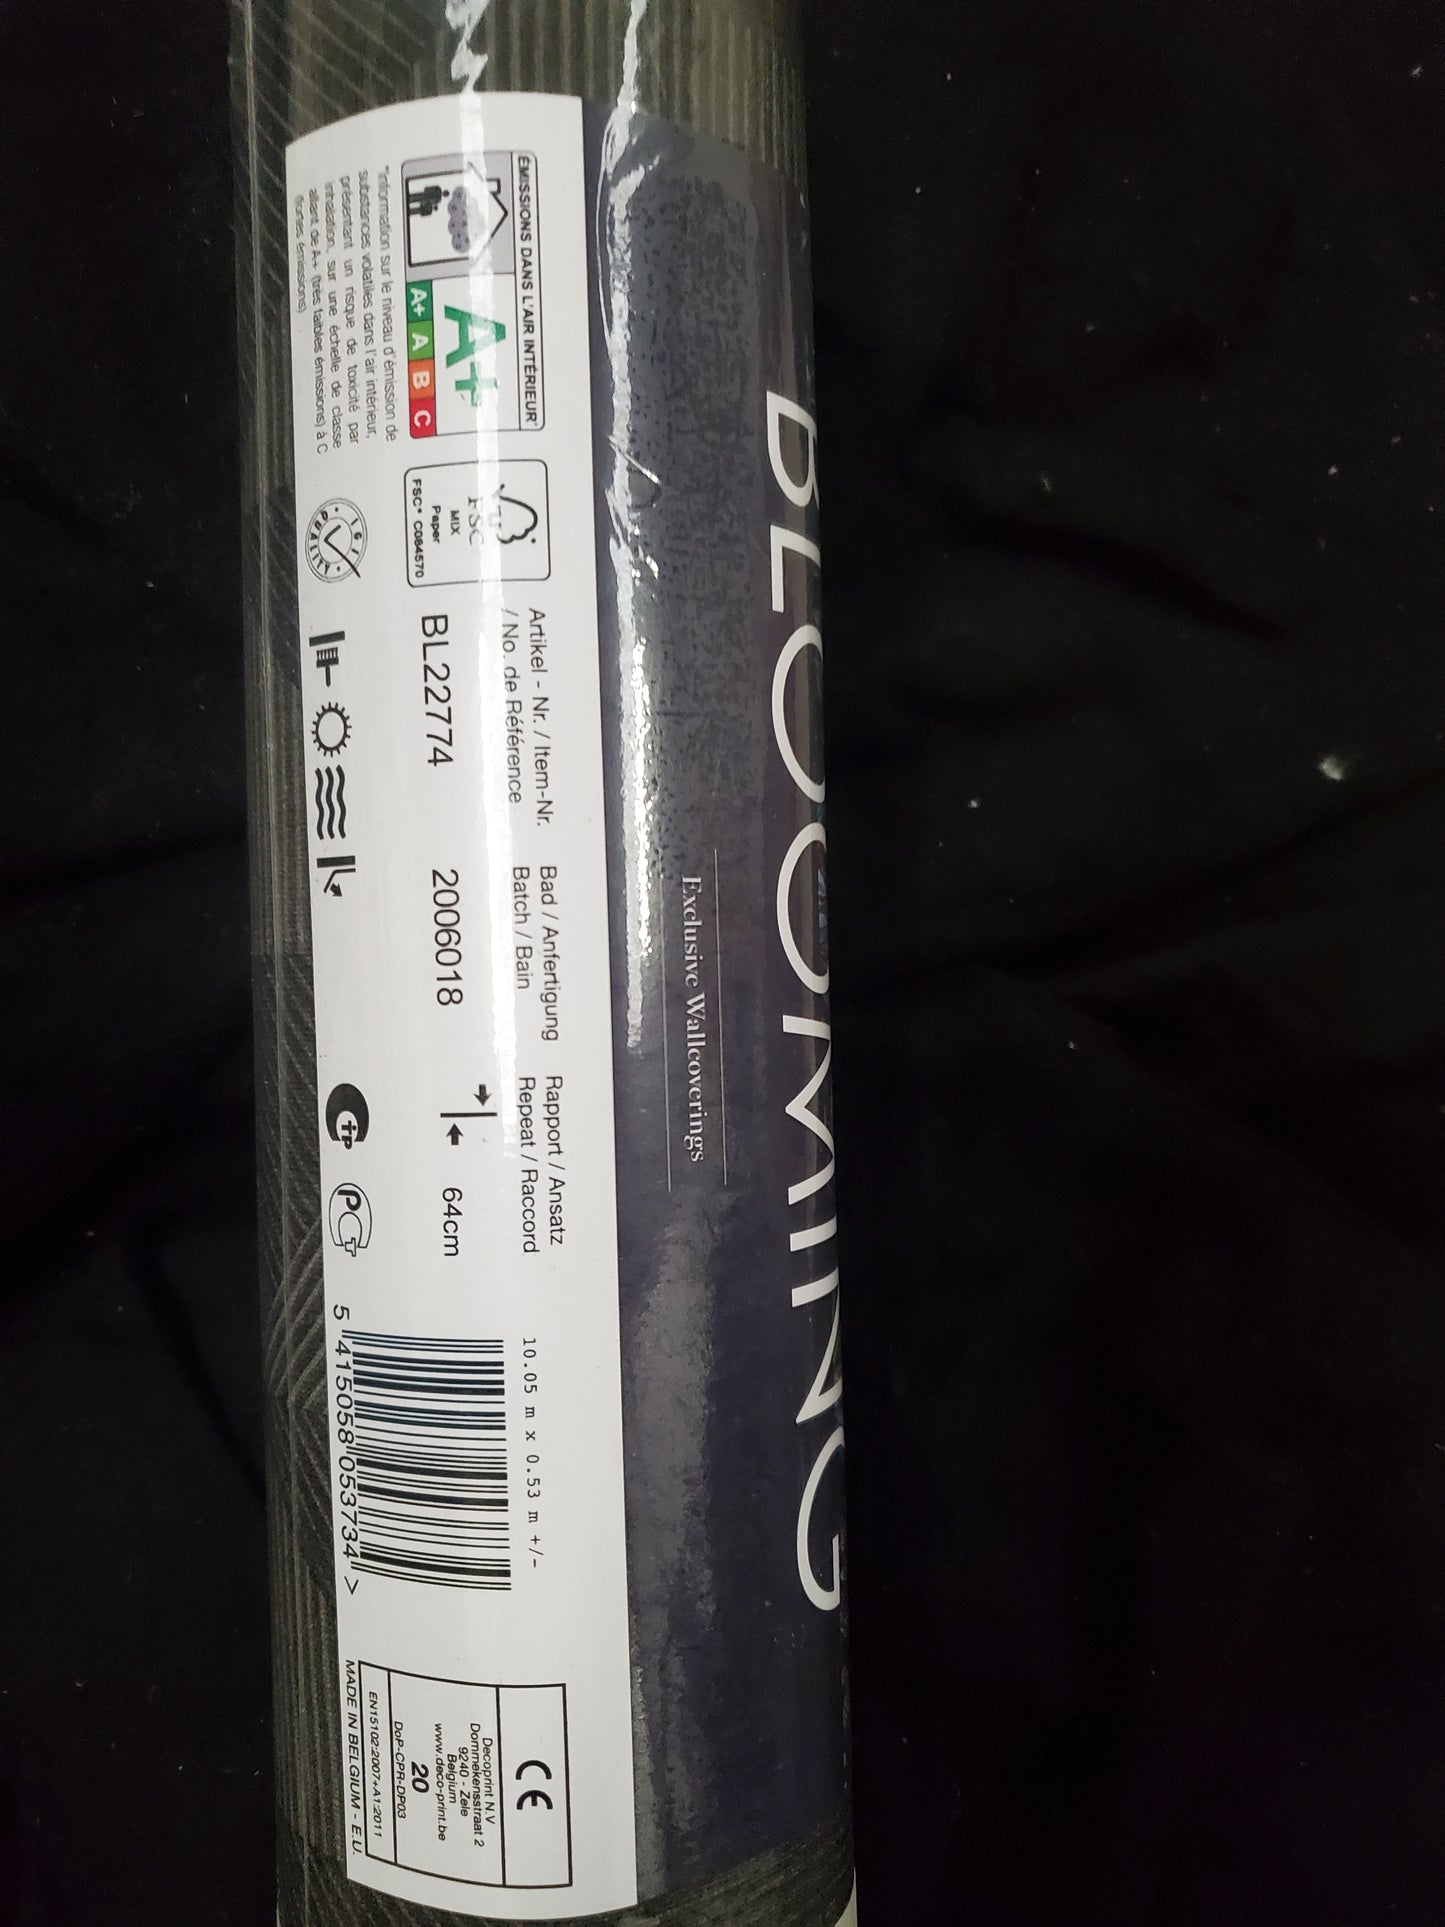 BLOOMING
Exclusive Wallcoverings
ÉMISSIONS DANS L'AIR INTÉRIEUR*
A+
A+ A B C
*Information sur le niveau d'émission de
substances volatiles dans l'air intérieur,
présentant un risque de toxicité par
inhalation, sur une échelle de classe
allant de A+ (très faibles émissions) à C
(fortes émissions)
FSC
MIX
Paper
FSC® C084570
Artikel - Nr. / Item-Nr.
/ No. de Référence
BL22774
Bad / Anfertigung
Batch / Bain
2006018
Rapport / Ansatz
Repeat / Raccord
64cm
10.05 m x 0.53 m +/-
5 415058 053734 >
CE
Decoprint N.V
Dommekensstraat 2
9240 - Zele
Belgium
www.deco-print.be
20
DoP-CPR-DP03
EN15102:2007+A1:2011
MADE IN BELGIUM - E.U.